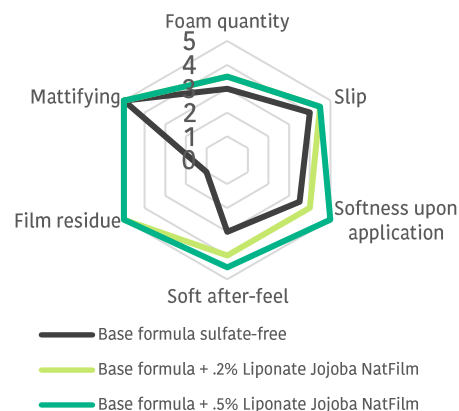 Foam quantity
5
4
3
2
1
0
Mattifying
Slip
Film residue
Softness upon
application
Soft after-feel
Base formula sulfate-free
Base formula + .2% Liponate Jojoba NatFilm
Base formula + .5% Liponate Jojoba NatFilm